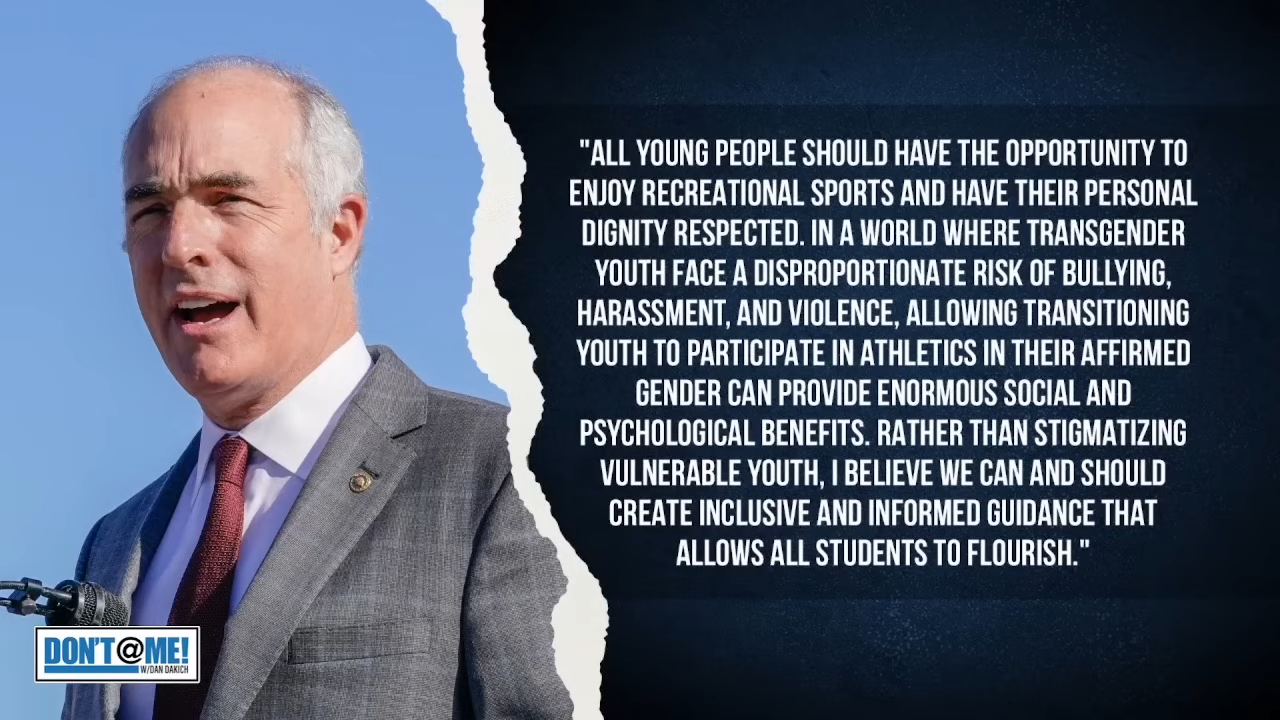 "ALL YOUNG PEOPLE SHOULD HAVE THE OPPORTUNITY TO
ENJOY RECREATIONAL SPORTS AND HAVE THEIR PERSONAL
DIGNITY RESPECTED. IN A WORLD WHERE TRANSGENDER
YOUTH FACE A DISPROPORTIONATE RISK OF BULLYING,
HARASSMENT, AND VIOLENCE, ALLOWING TRANSITIONING
YOUTH TO PARTICIPATE IN ATHLETICS IN THEIR AFFIRMED
GENDER CAN PROVIDE ENORMOUS SOCIAL AND
PSYCHOLOGICAL BENEFITS. RATHER THAN STIGMATIZING
VULNERABLE YOUTH, I BELIEVE WE CAN AND SHOULD
CREATE INCLUSIVE AND INFORMED GUIDANCE THAT
ALLOWS ALL STUDENTS TO FLOURISH."
DON'T@ME!
W/DAN DAKICH